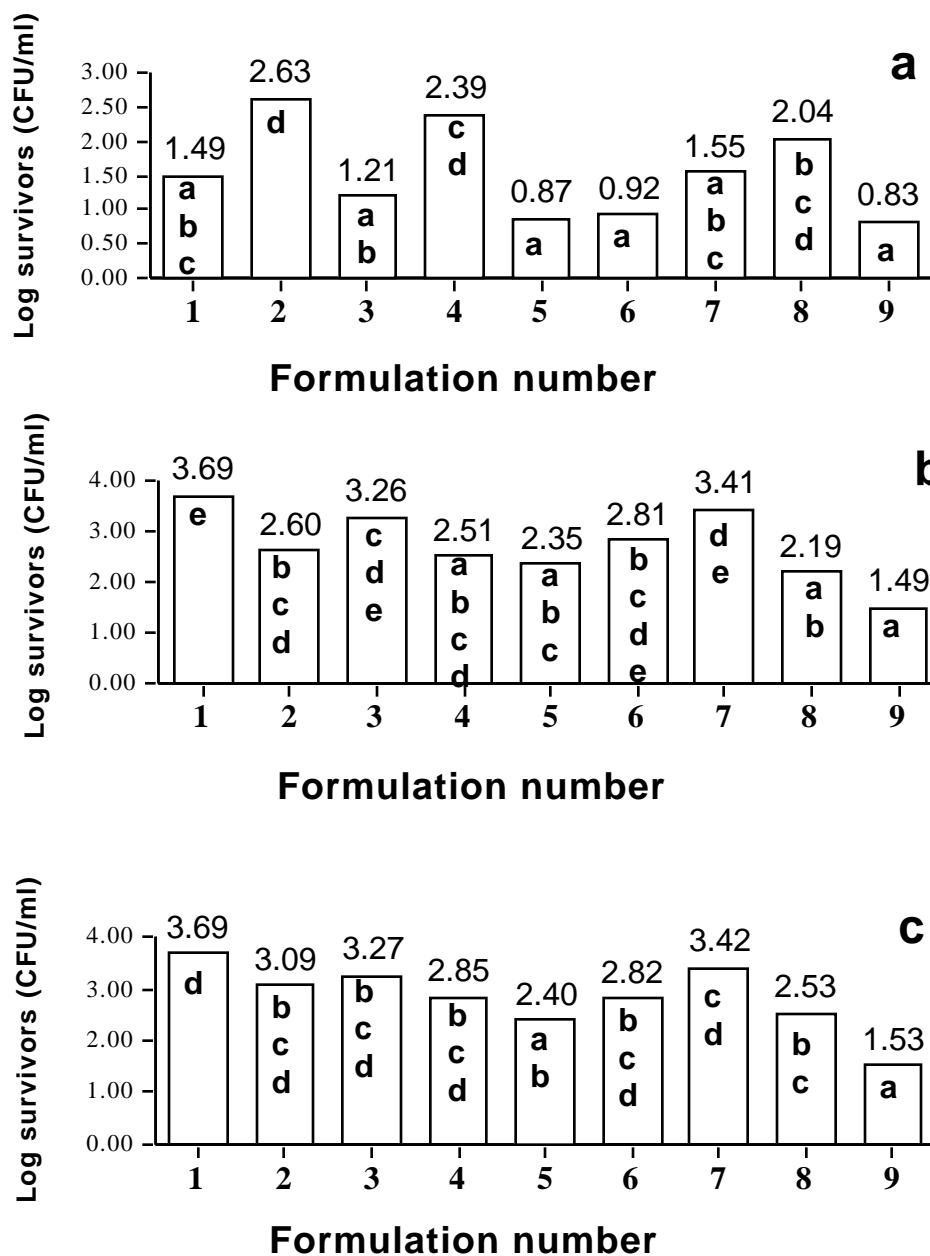 a
Log survivors (CFU/ml)
3.00
2.50
2.00
1.50
1.00
0.50
0.00
1.49 2.63 1.21 2.39 0.87 0.92 1.55 2.04 0.83
a b c
d
a b
c d
a
a
a b c
b c d
a
1 2 3 4 5 6 7 8 9
Formulation number
b
Log survivors (CFU/ml)
4.00
3.00
2.00
1.00
0.00
3.69 2.60 3.26 2.51 2.35 2.81 3.41 2.19 1.49
e
b c d
c d e
a b c d
a b c
b c d e
d e
a b
a
1 2 3 4 5 6 7 8 9
Formulation number
c
Log survivors (CFU/ml)
4.00
3.00
2.00
1.00
0.00
3.69 3.09 3.27 2.85 2.40 2.82 3.42 2.53 1.53
d
b c d
b c d
b c d
a b
b c d
c d
b c
a
1 2 3 4 5 6 7 8 9
Formulation number